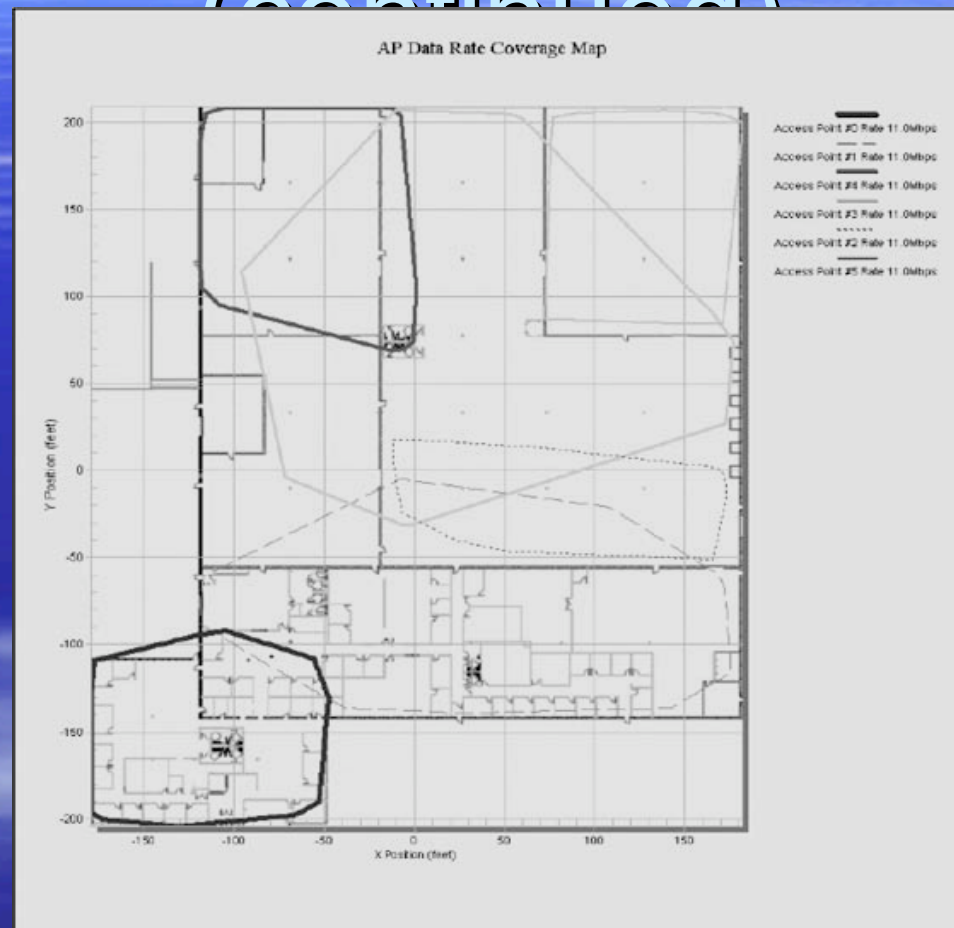 (continued)
AP Data Rate Coverage Map
Access Point #0 Rate 11.0Mbps
Access Point #1 Rate 11.0Mbps
Access Point #4 Rate 11.0Mbps
Access Point #3 Rate 11.0Mbps
Access Point #2 Rate 11.0Mbps
Access Point #5 Rate 11.0Mbps
200
150
100
50
0
-50
-100
-150
-200
Y Position (feet)
-150 -100 -50 0 50 100 150
X Position (feet)